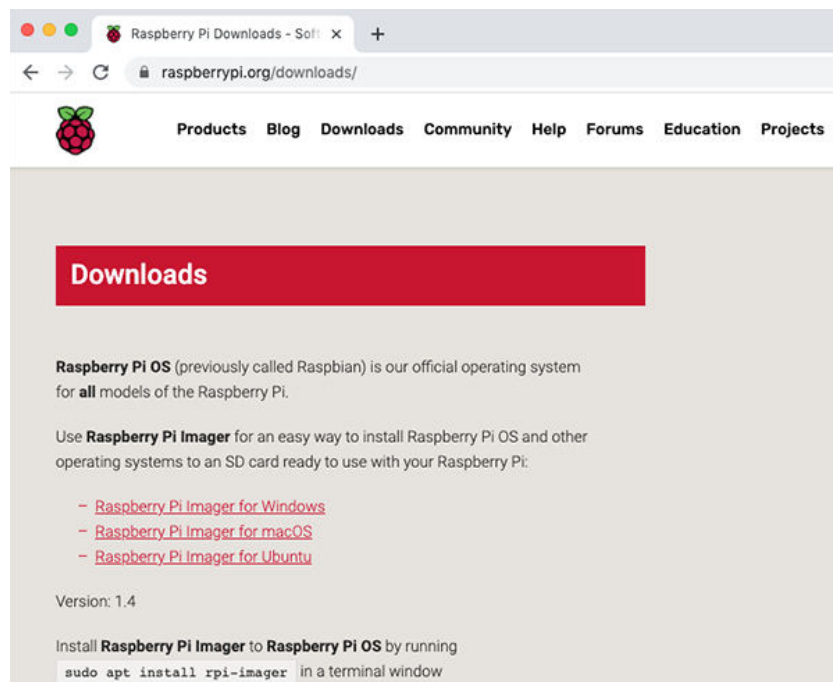 Raspberry Pi Downloads - Sof
raspberrypi.org/downloads/
Products Blog Downloads Community Help Forums Education Projects
Downloads
Raspberry Pi OS (previously called Raspbian) is our official operating system
for all models of the Raspberry Pi.
Use Raspberry Pi Imager for an easy way to install Raspberry Pi OS and other
operating systems to an SD card ready to use with your Raspberry Pi:
– Raspberry Pi Imager for Windows
– Raspberry Pi Imager for macOS
– Raspberry Pi Imager for Ubuntu
Version: 1.4
Install Raspberry Pi Imager to Raspberry Pi OS by running
sudo apt install rpi-imager in a terminal window